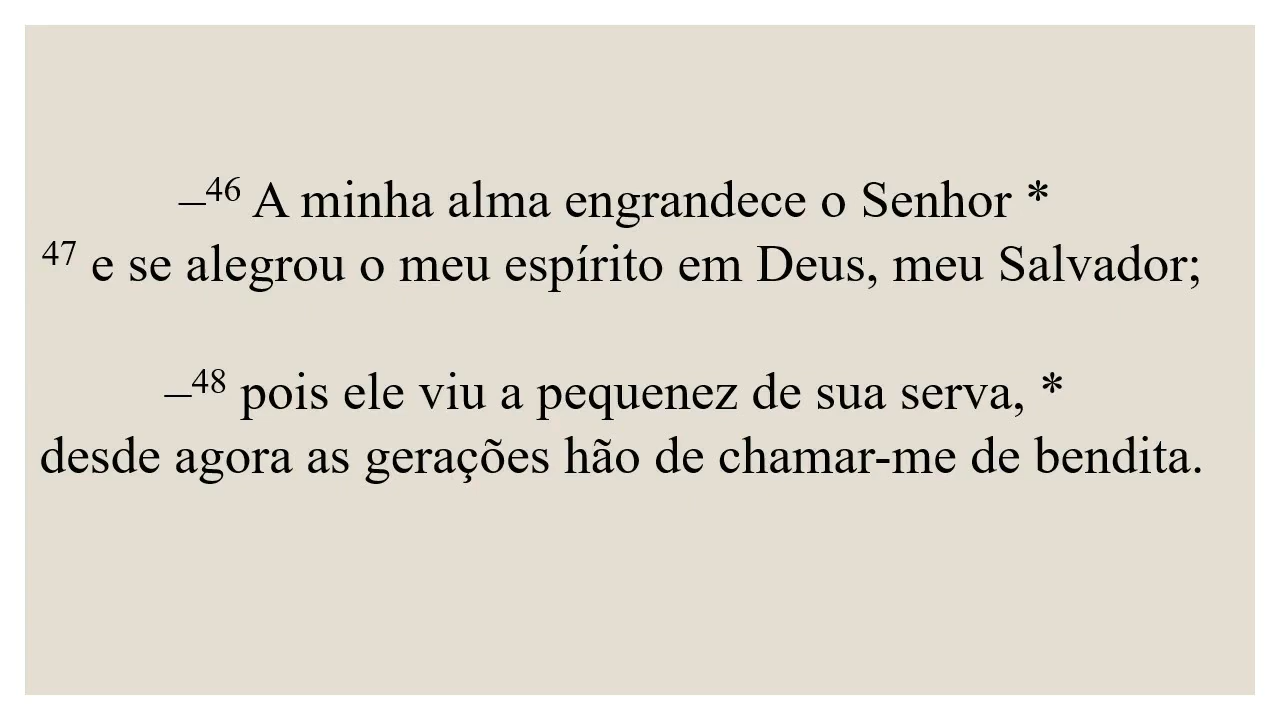 –46 A minha alma engrandece o Senhor *
47 e se alegrou o meu espírito em Deus, meu Salvador;
–48 pois ele viu a pequenez de sua serva, *
desde agora as gerações hão de chamar-me de bendita.